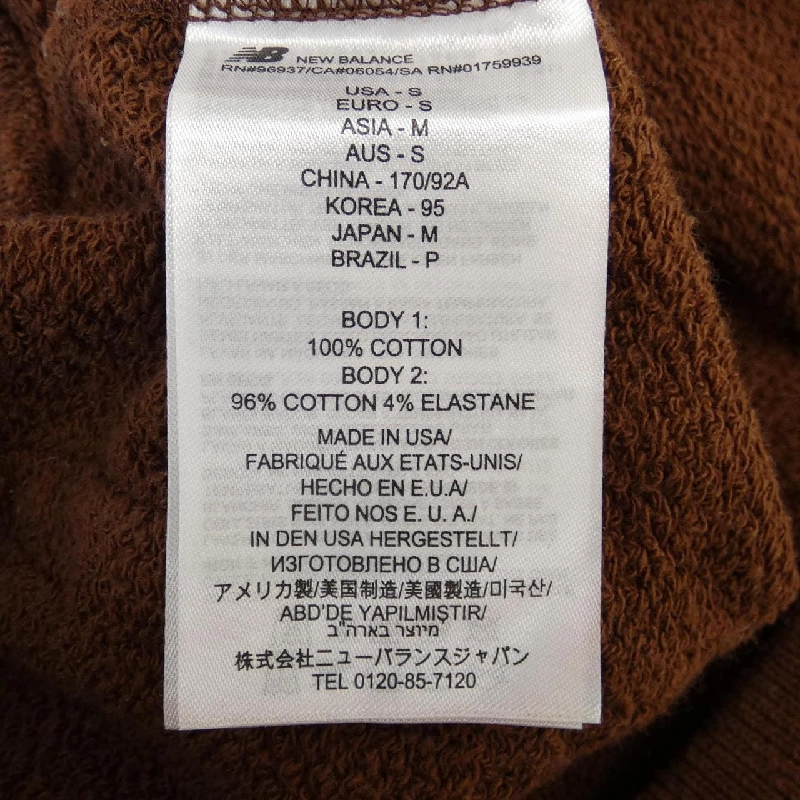 NB NEW BALANCE
RN#96937/CA#06054/SA RN#01759939
USA - S
EURO - S
ASIA - M
AUS - S
CHINA - 170/92A
KOREA - 95
JAPAN - M
BRAZIL - P
BODY 1:
100% COTTON
BODY 2:
96% COTTON 4% ELASTANE
MADE IN USA/
FABRIQUÉ AUX ETATS-UNIS/
HECHO EN E.U.A/
FEITO NOS E. U. A./
IN DEN USA HERGESTELLT/
ИЗГОТОВЛЕНО В США/
アメリカ製/美国制造/美國製造/미국산/
ABD'DE YAPILMIŞTIR/
מיוצר בארה"ב
株式会社ニューバランスジャパン
TEL 0120-85-7120